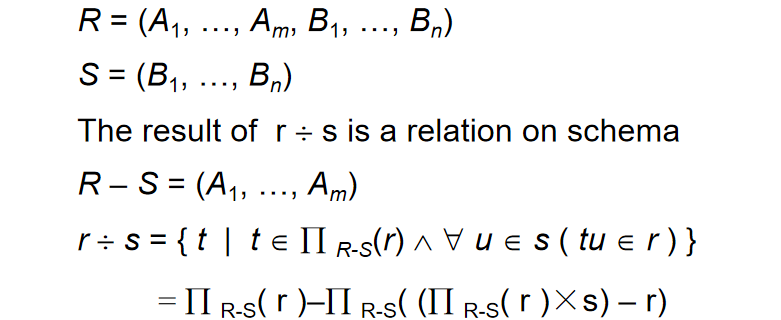 R = (A1, …, Am, B1, …, Bn)
S = (B1, …, Bn)
The result of r ÷ s is a relation on schema
R – S = (A1, …, Am)
r ÷ s = { t | t ∈ ∏ R-S(r) ∧ ∀ u ∈ s ( tu ∈ r ) }
= ∏ R-S( r )–∏ R-S( (∏ R-S( r )×s) – r)